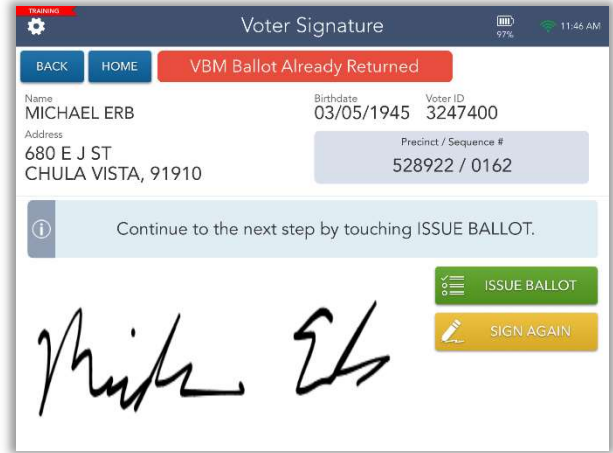 TRAINING
Voter Signature
97%
11:46 AM
BACK
HOME
VBM Ballot Already Returned
Name
MICHAEL ERB
Birthdate
03/05/1945
Voter ID
3247400
Address
680 E J ST
CHULA VISTA, 91910
Precinct / Sequence #
528922 / 0162
Continue to the next step by touching ISSUE BALLOT.
ISSUE BALLOT
SIGN AGAIN